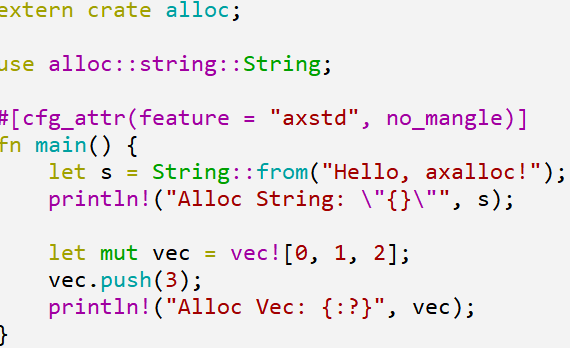 extern crate alloc;
use alloc::string::String;
#[cfg_attr(feature = "axstd", no_mangle)]
fn main() {
    let s = String::from("Hello, axalloc!");
    println!("Alloc String: \"{}\"", s);
    let mut vec = vec![0, 1, 2];
    vec.push(3);
    println!("Alloc Vec: {:?}", vec);
}